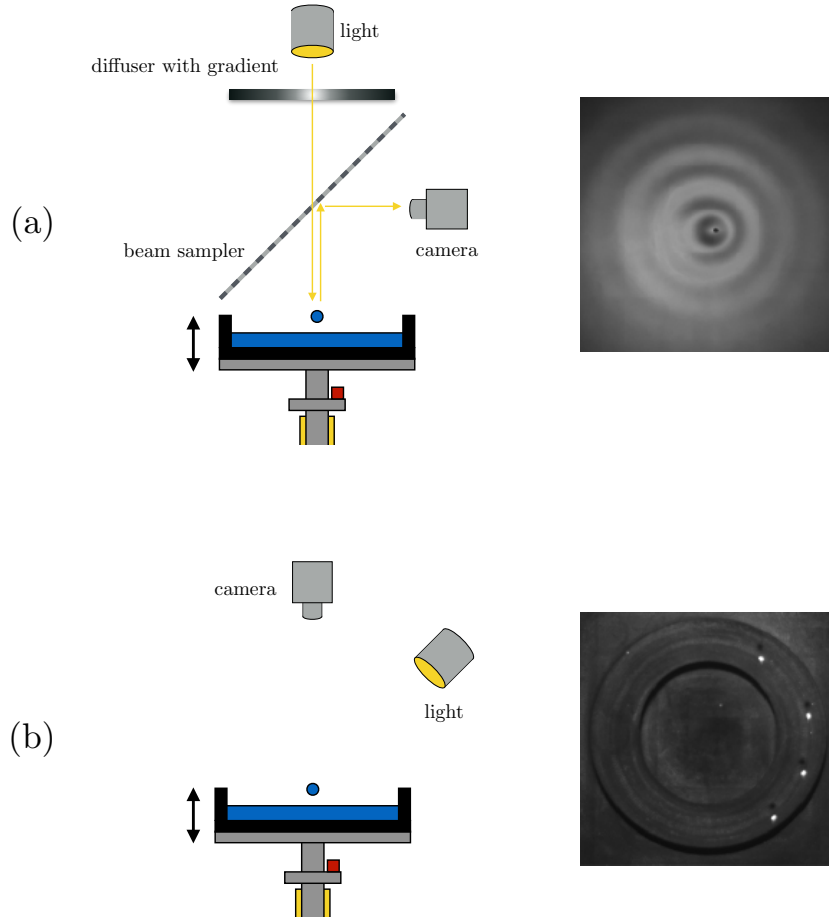 light
diffuser with gradient
(a)
beam sampler
camera
camera
light
(b)